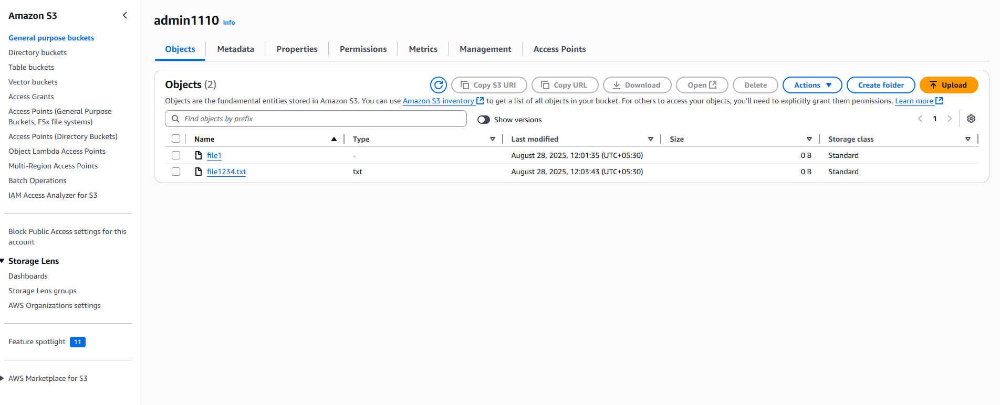 Amazon S3
General purpose buckets
Directory buckets
Table buckets
Vector buckets
Access Grants
Access Points (General Purpose
Buckets, FSx file systems)
Access Points (Directory Buckets)
Object Lambda Access Points
Multi-Region Access Points
Batch Operations
IAM Access Analyzer for S3
Block Public Access settings for this
account
Storage Lens
Dashboards
Storage Lens groups
AWS Organizations settings
Feature spotlight 11
AWS Marketplace for S3
admin1110 Info
Objects Metadata Properties Permissions Metrics Management Access Points
Objects (2) Copy S3 URI Copy URL Download Open Delete Actions Create folder Upload
Objects are the fundamental entities stored in Amazon S3. You can use Amazon S3 inventory to get a list of all objects in your bucket. For others to access your objects, you'll need to explicitly grant them permissions. Learn more
Find objects by prefix Show versions 1
Name Type Last modified Size Storage class
file1 - August 28, 2025, 12:01:35 (UTC+05:30) 0 B Standard
file1234.txt txt August 28, 2025, 12:03:43 (UTC+05:30) 0 B Standard